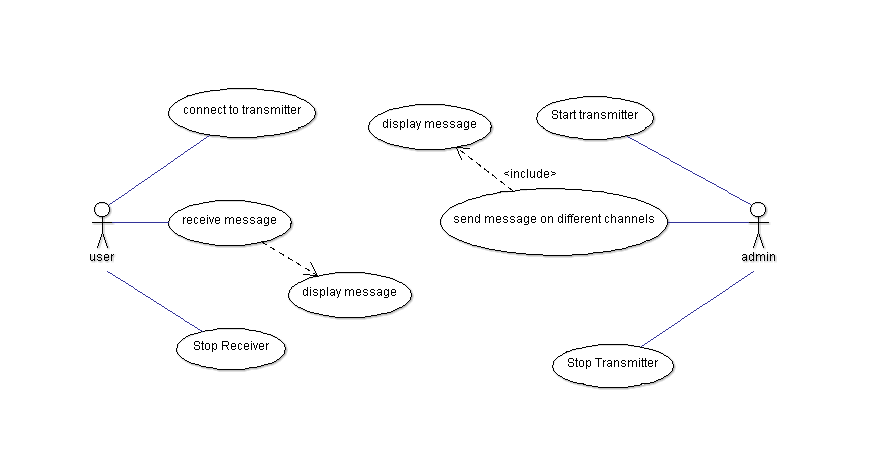 connect to transmitter
display message
Start transmitter
<include>
receive message
send message on different channels
user
admin
display message
Stop Receiver
Stop Transmitter